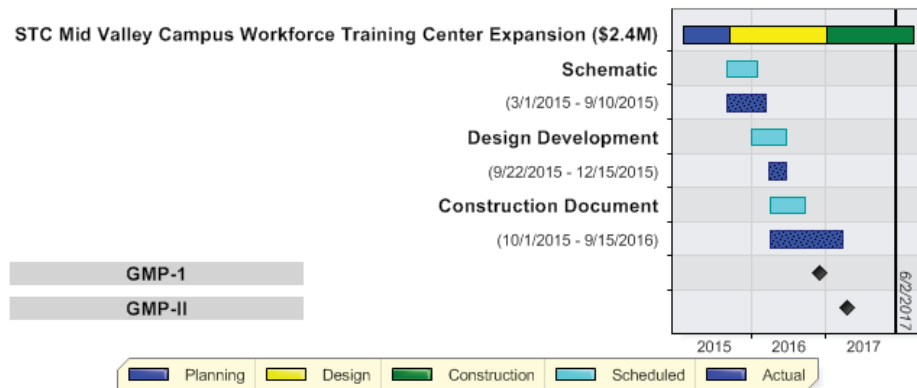 STC Mid Valley Campus Workforce Training Center Expansion ($2.4M)
Schematic
(3/1/2015 - 9/10/2015)
Design Development
(9/22/2015 - 12/15/2015)
Construction Document
(10/1/2015 - 9/15/2016)
GMP-1
GMP-II
6/2/2017
2015 2016 2017
Planning Design Construction Scheduled Actual